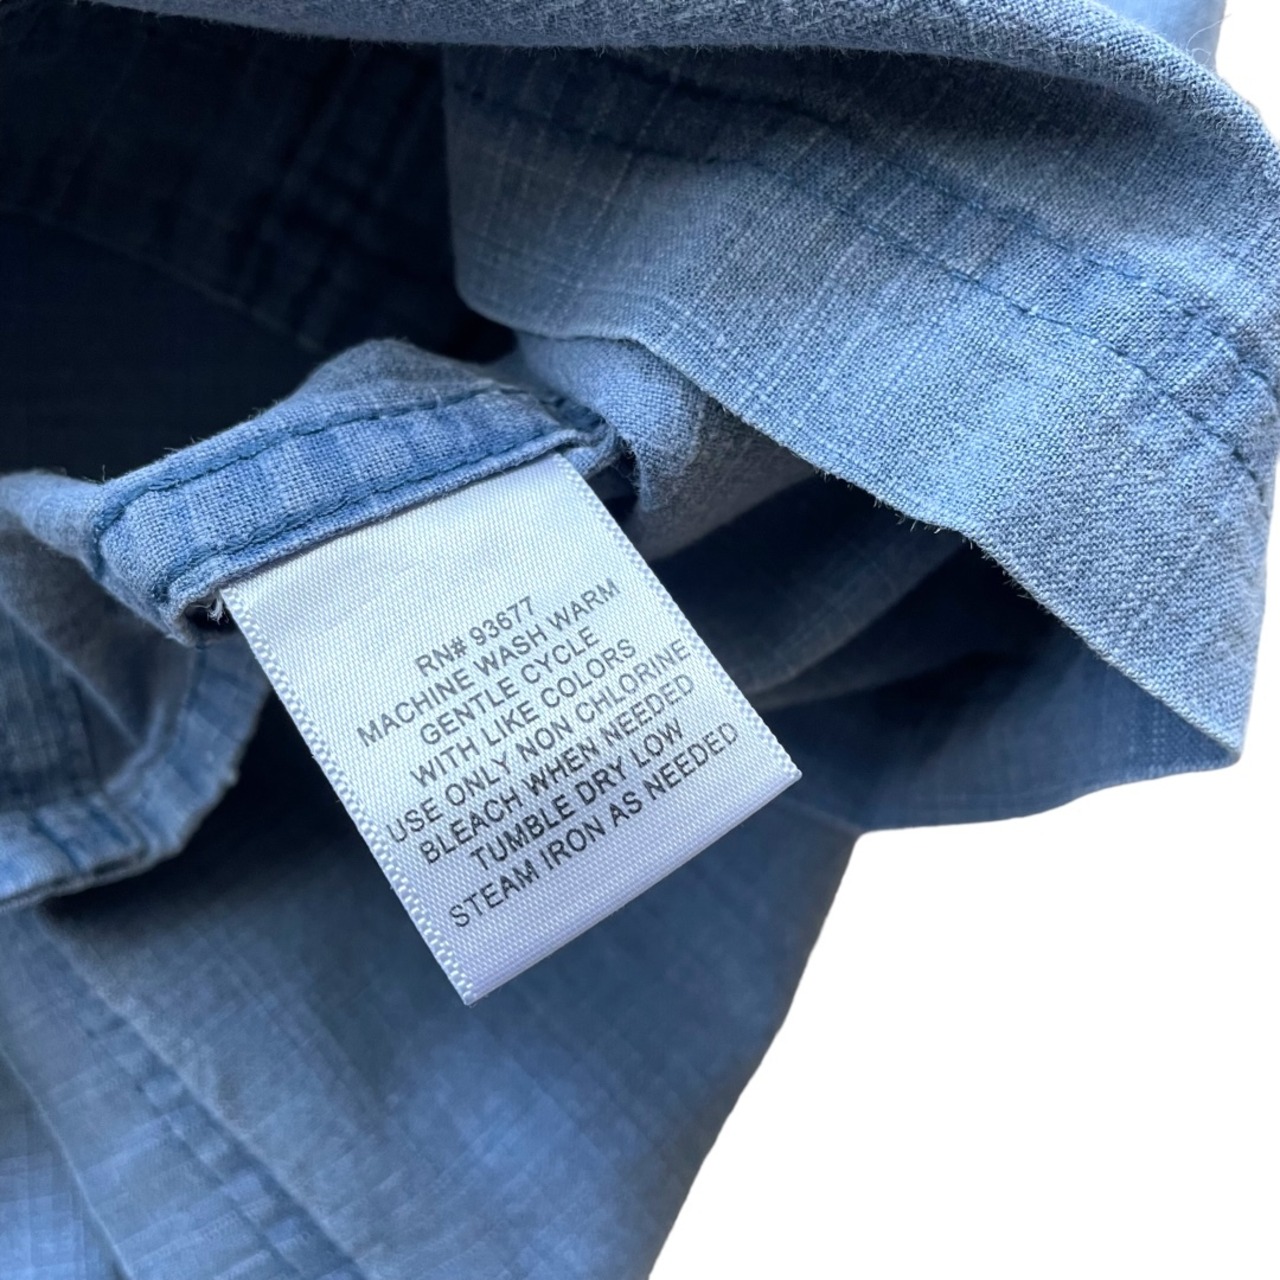 RN# 93677
MACHINE WASH WARM
GENTLE CYCLE
WITH LIKE COLORS
USE ONLY NON CHLORINE
BLEACH WHEN NEEDED
TUMBLE DRY LOW
STEAM IRON AS NEEDED